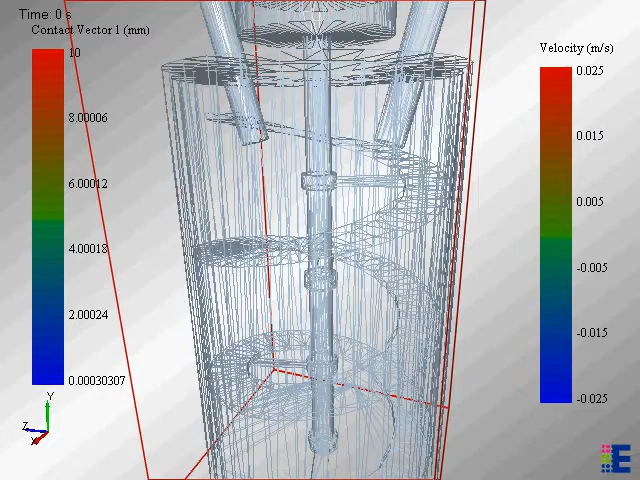 Time: 0 s
Contact Vector 1 (mm)
10
8.00006
6.00012
4.00018
2.00024
0.00030307
Velocity (m/s)
0.025
0.015
0.005
-0.005
-0.015
-0.025
Y
Z
X
E